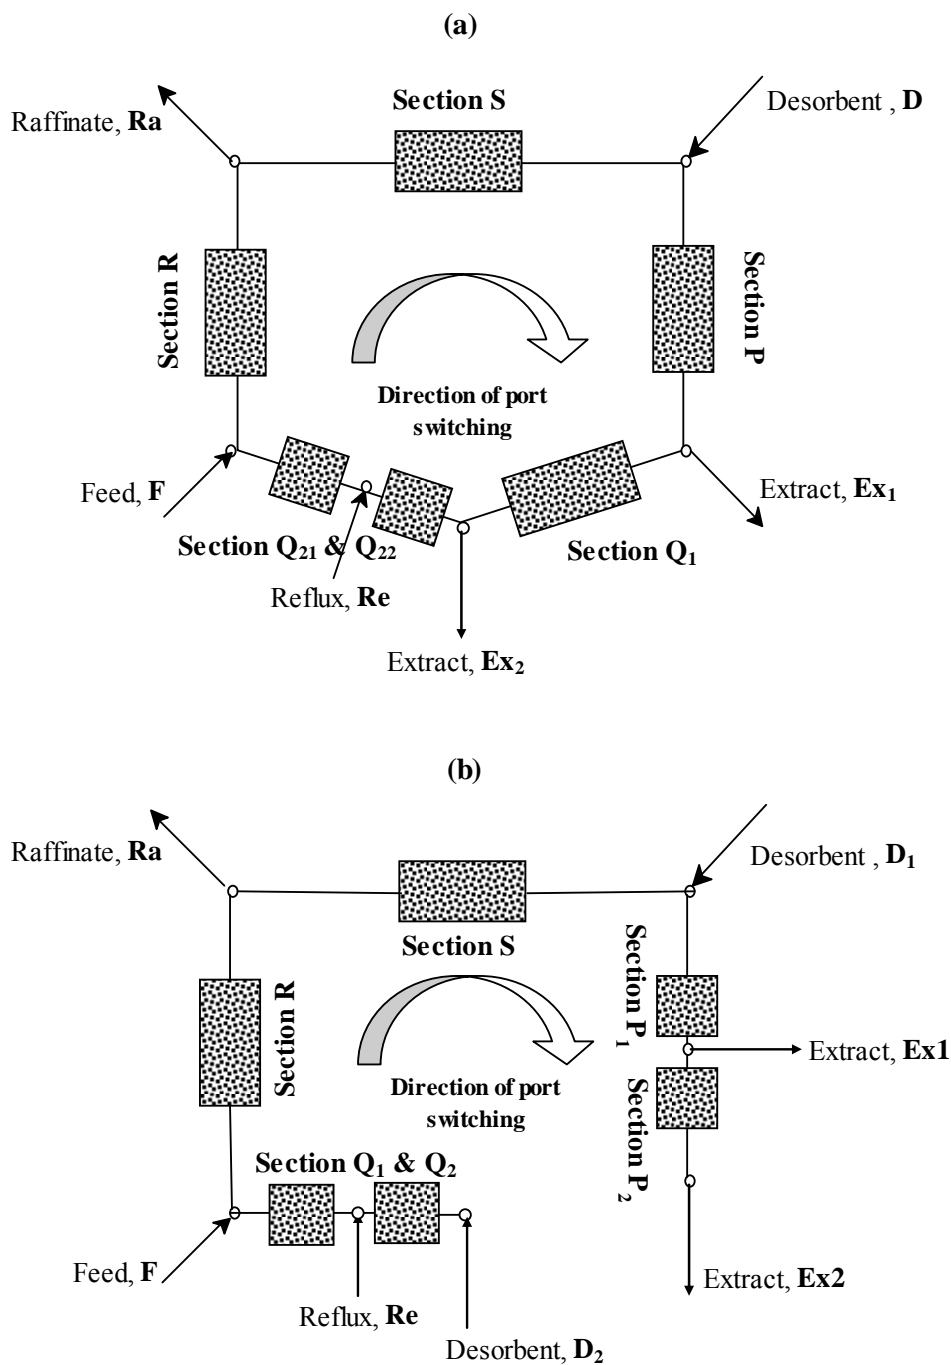 (a)
Section S
Desorbent , D
Raffinate, Ra
Section R
Section P
Direction of port
switching
Feed, F
Extract, Ex₁
Section Q₂₁ & Q₂₂
Section Q₁
Reflux, Re
Extract, Ex₂
(b)
Raffinate, Ra
Desorbent , D₁
Section S
Section R
Section P₁
Extract, Ex1
Direction of port
switching
Section P₂
Section Q₁ & Q₂
Feed, F
Extract, Ex2
Reflux, Re
Desorbent, D₂